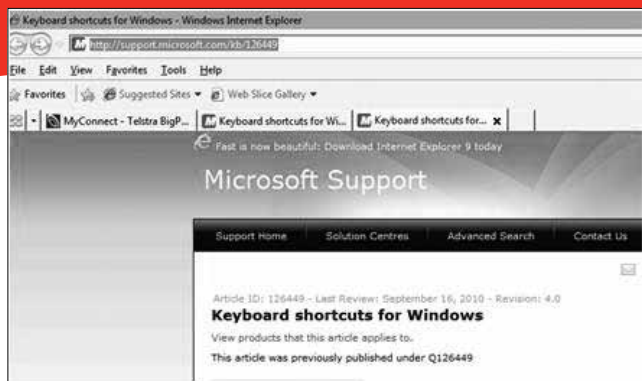 Keyboard shortcuts for Windows - Windows Internet Explorer
http://support.microsoft.com/kb/126449
File Edit View Favorites Tools Help
Favorites Suggested Sites Web Slice Gallery
MyConnect - Telstra BigP... Keyboard shortcuts for Wi... Keyboard shortcuts for... x
Fast is now beautiful: Download Internet Explorer 9 today
Microsoft Support
Support Home Solution Centres Advanced Search Contact Us
Article ID: 126449 - Last Review: September 16, 2010 - Revision: 4.0
Keyboard shortcuts for Windows
View products that this article applies to.
This article was previously published under Q126449